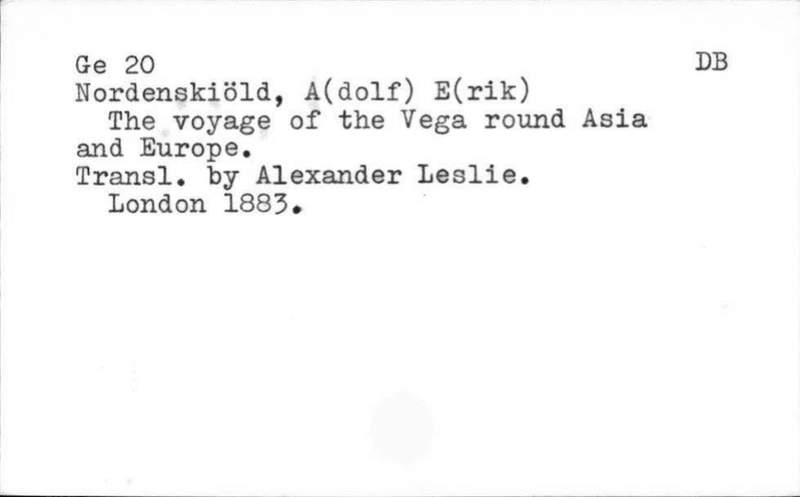 Ge 20 DB
Nordenskiöld, A(dolf) E(rik)
The voyage of the Vega round Asia
and Europe.
Transl. by Alexander Leslie.
London 1883.